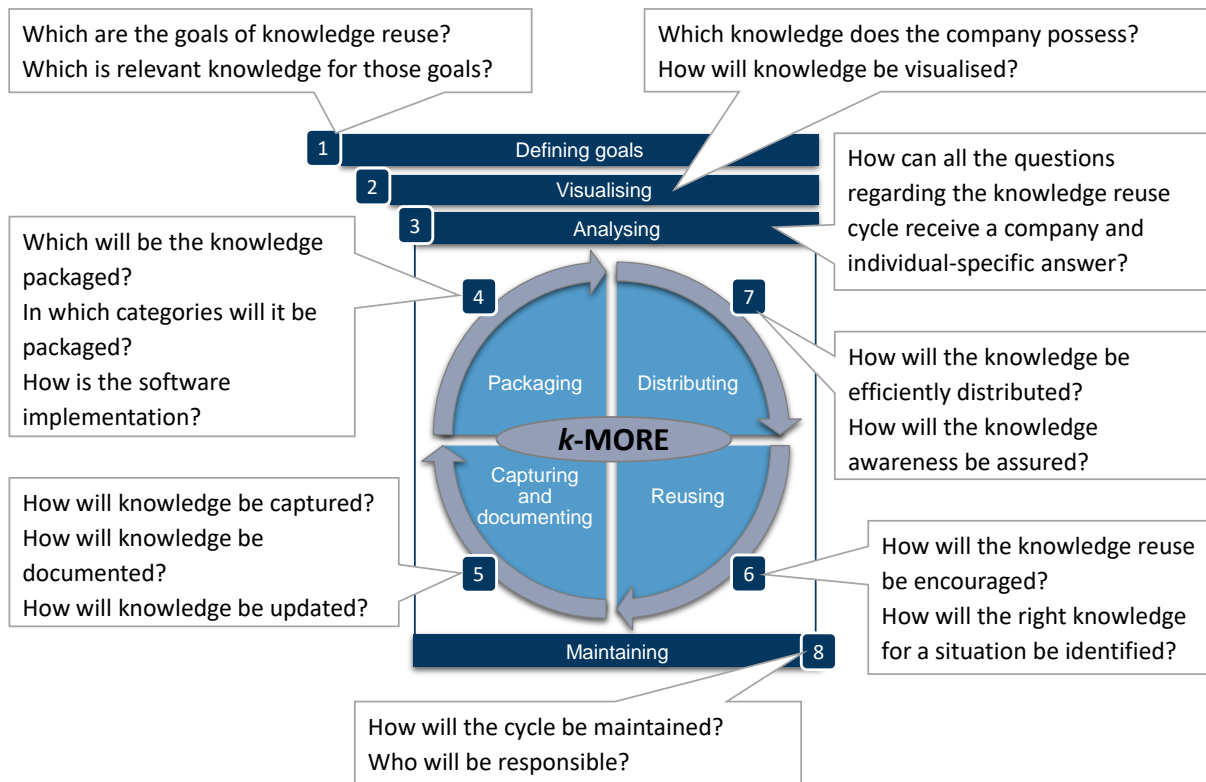 Which are the goals of knowledge reuse?
Which is relevant knowledge for those goals?
Which knowledge does the company possess?
How will knowledge be visualised?
1
Defining goals
2
Visualising
3
Analysing
How can all the questions
regarding the knowledge reuse
cycle receive a company and
individual-specific answer?
Which will be the knowledge
packaged?
In which categories will it be
packaged?
How is the software
implementation?
4
7
Packaging
Distributing
How will the knowledge be
efficiently distributed?
How will the knowledge
awareness be assured?
k-MORE
Capturing
and
documenting
Reusing
How will knowledge be captured?
How will knowledge be
documented?
How will knowledge be updated?
5
6
How will the knowledge reuse
be encouraged?
How will the right knowledge
for a situation be identified?
Maintaining
8
How will the cycle be maintained?
Who will be responsible?